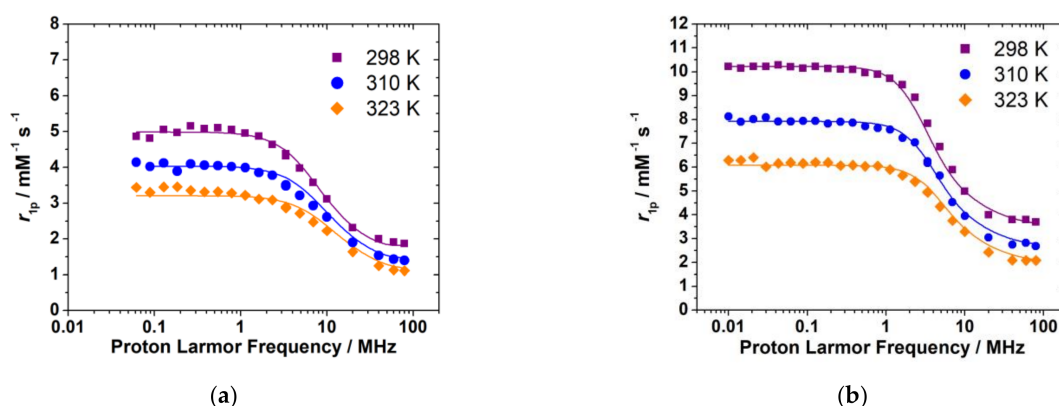 8
7
6
5
4
3
2
1
0
r1p / mM-1 s-1
298 K
310 K
323 K
0.01 0.1 1 10 100
Proton Larmor Frequency / MHz
(a)
12
11
10
9
8
7
6
5
4
3
2
1
0
r1p / mM-1 s-1
298 K
310 K
323 K
0.01 0.1 1 10 100
Proton Larmor Frequency / MHz
(b)